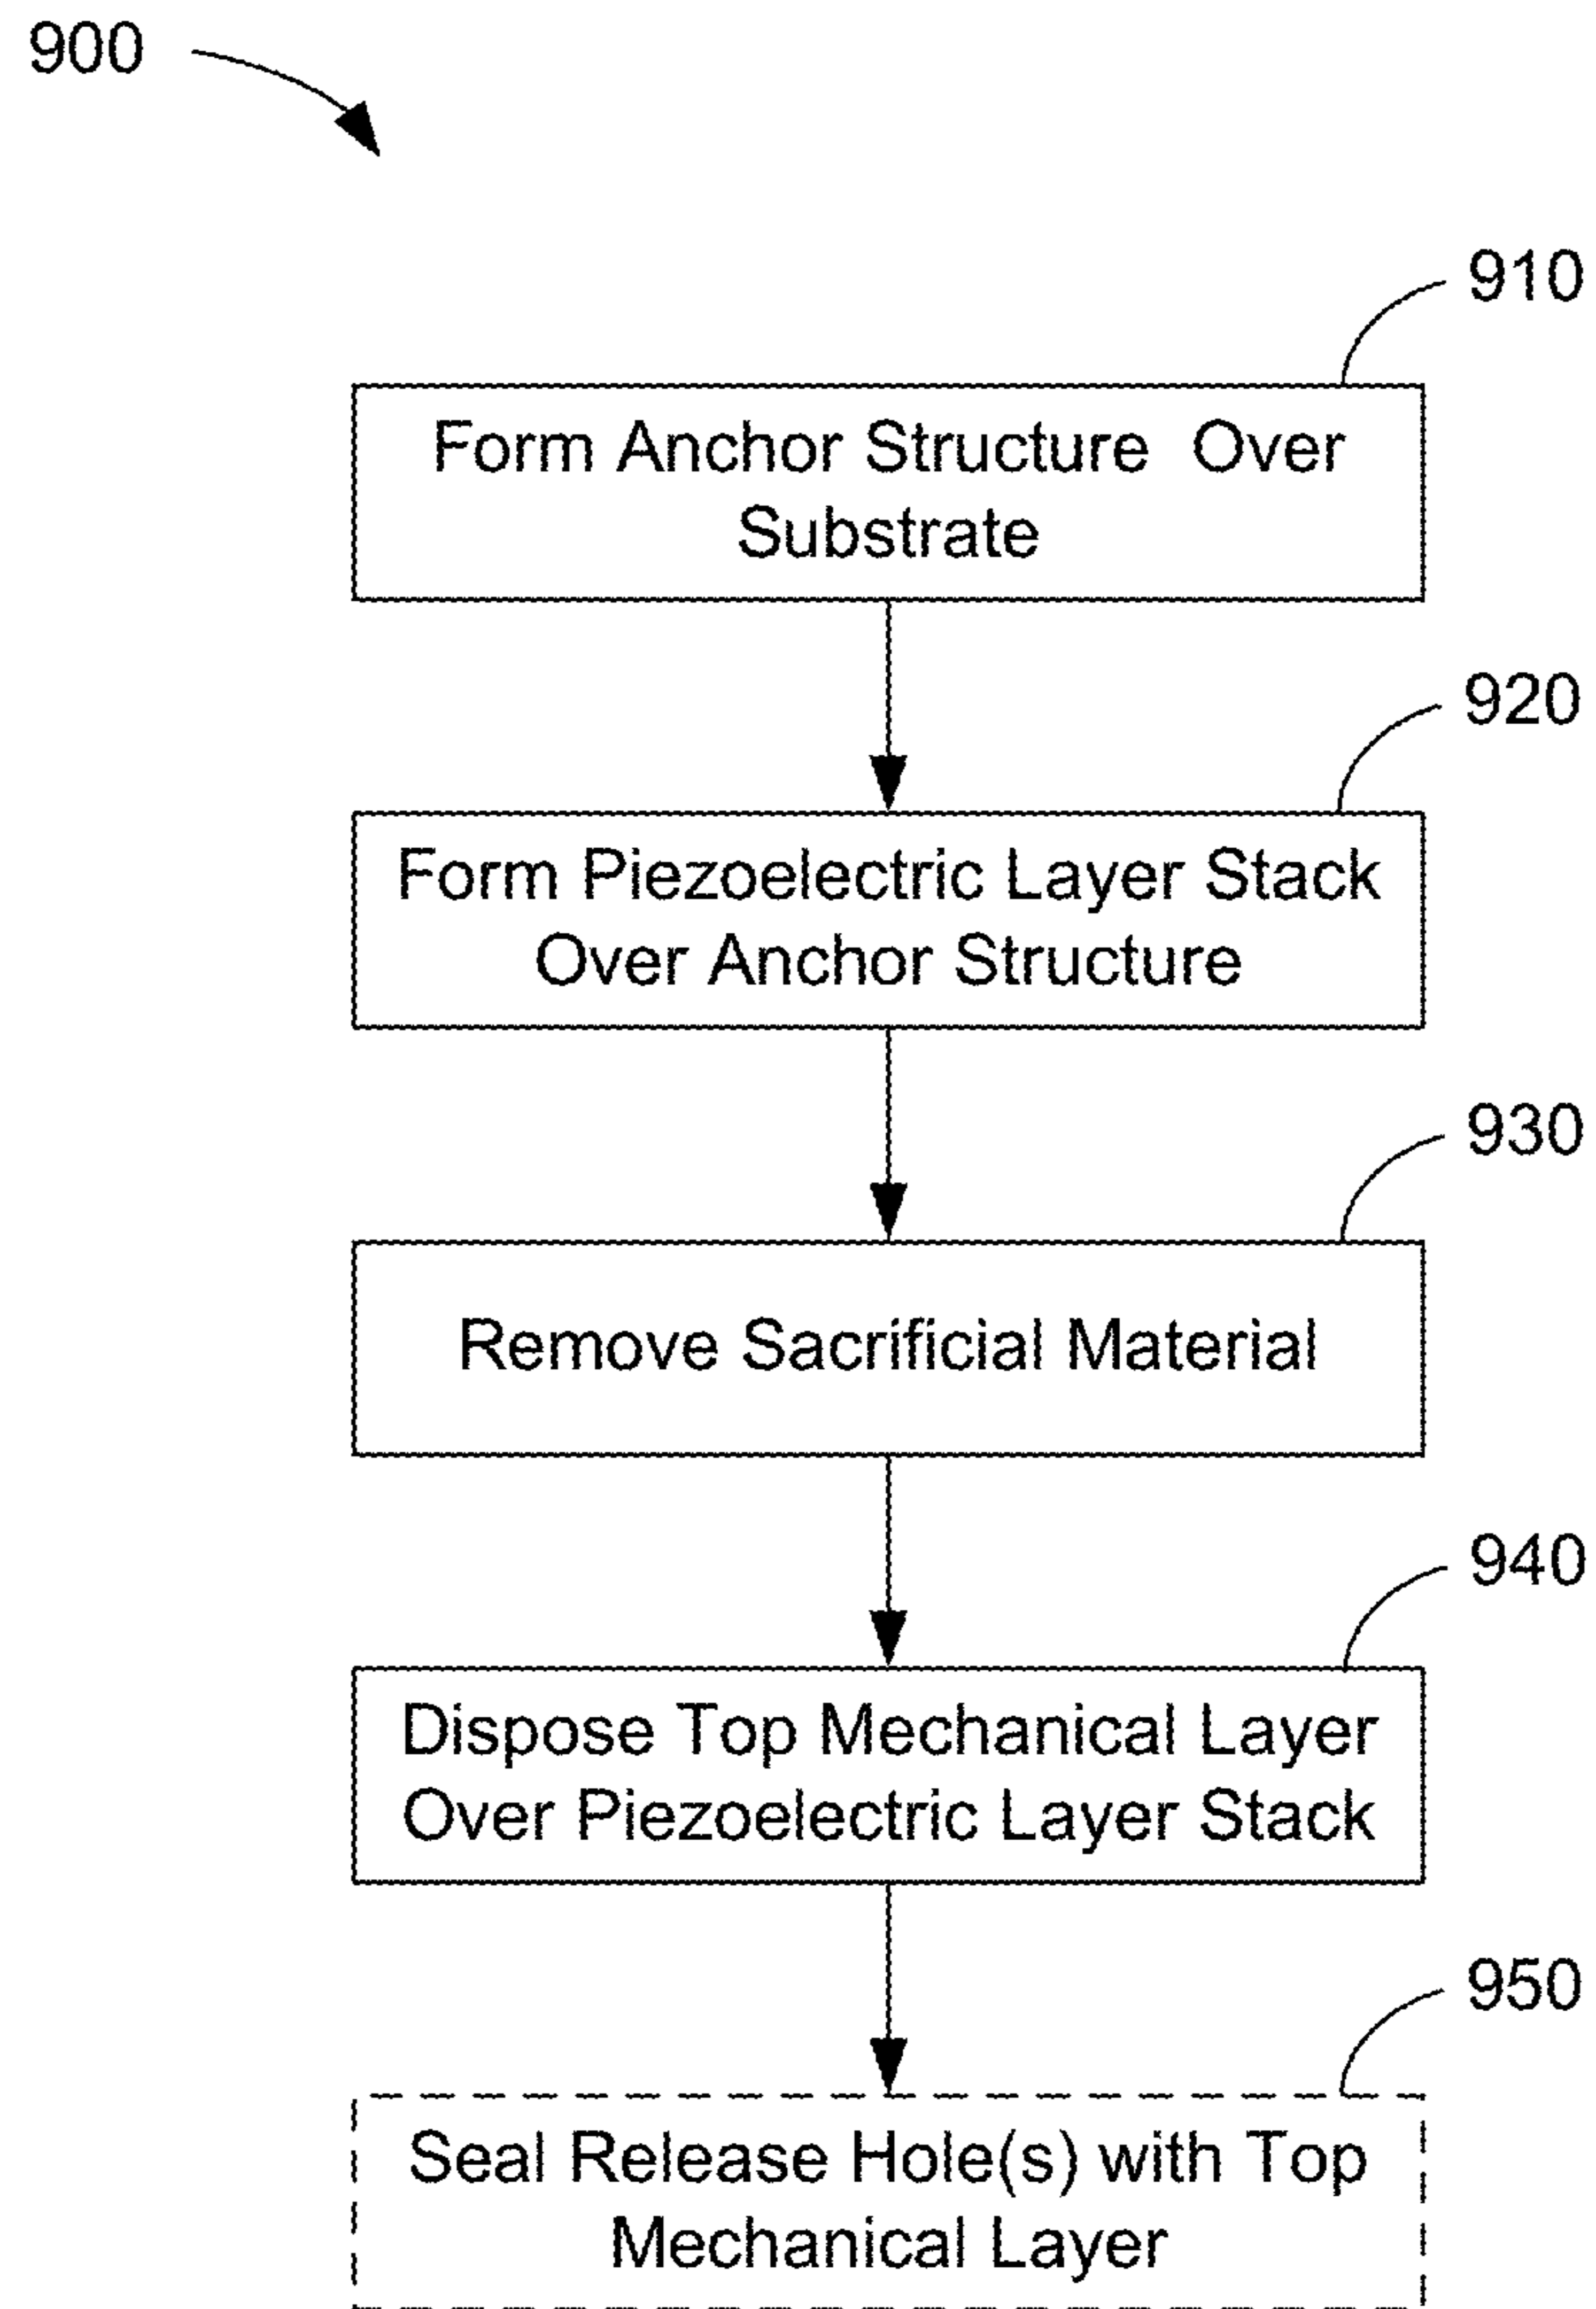 900
910
Form Anchor Structure Over
Substrate
920
Form Piezoelectric Layer Stack
Over Anchor Structure
930
Remove Sacrificial Material
940
Dispose Top Mechanical Layer
Over Piezoelectric Layer Stack
950
Seal Release Hole(s) with Top
Mechanical Layer